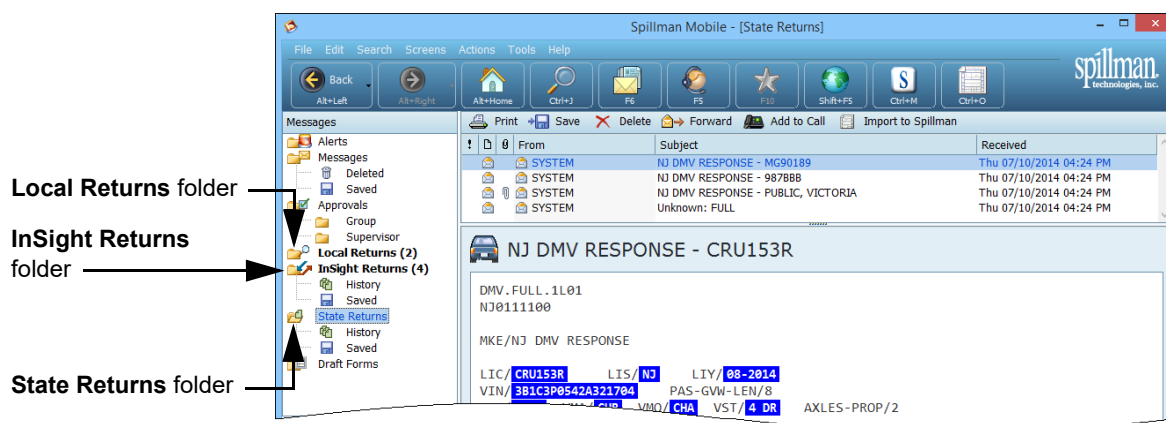 Spillman Mobile - [State Returns]
File Edit Search Screens Actions Tools Help
Back
Alt+Left
Alt+Right
Alt+Home
Ctrl+J
F6
F5
F10
Shift+F5
S
Ctrl+M
Ctrl+O
spillman.
technologies, inc.
Messages
Print Save Delete Forward Add to Call Import to Spillman
Alerts
Messages
Deleted
Saved
Approvals
Group
Supervisor
Local Returns (2)
InSight Returns (4)
History
Saved
State Returns
History
Saved
Draft Forms
Local Returns folder
InSight Returns
folder
State Returns folder
! From Subject Received
SYSTEM NJ DMV RESPONSE - MG90189 Thu 07/10/2014 04:24 PM
SYSTEM NJ DMV RESPONSE - 987BBB Thu 07/10/2014 04:24 PM
SYSTEM NJ DMV RESPONSE - PUBLIC, VICTORIA Thu 07/10/2014 04:24 PM
SYSTEM Unknown: FULL Thu 07/10/2014 04:24 PM
NJ DMV RESPONSE - CRU153R
DMV.FULL.1L01
NJ0111100
MKE/NJ DMV RESPONSE
LIC/CRU153R LIS/NJ LIY/08-2014
VIN/3B1C3P0542A321704 PAS-GVW-LEN/8
VMO/CHA VST/4 DR AXLES-PROP/2